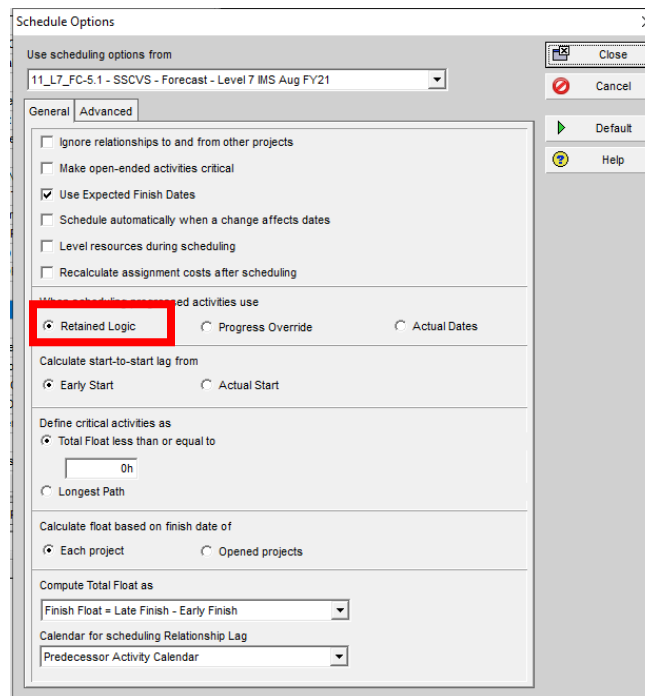 Schedule Options
Use scheduling options from
Close
11_L7_FC-5.1 - SSCVS - Forecast - Level 7 IMS Aug FY21
Cancel
General Advanced
Default
Ignore relationships to and from other projects
Help
Make open-ended activities critical
Use Expected Finish Dates
Schedule automatically when a change affects dates
Level resources during scheduling
Recalculate assignment costs after scheduling
When scheduling progressed activities use
Retained Logic Progress Override Actual Dates
Calculate start-to-start lag from
Early Start Actual Start
Define critical activities as
Total Float less than or equal to
0h
Longest Path
Calculate float based on finish date of
Each project Opened projects
Compute Total Float as
Finish Float = Late Finish - Early Finish
Calendar for scheduling Relationship Lag
Predecessor Activity Calendar